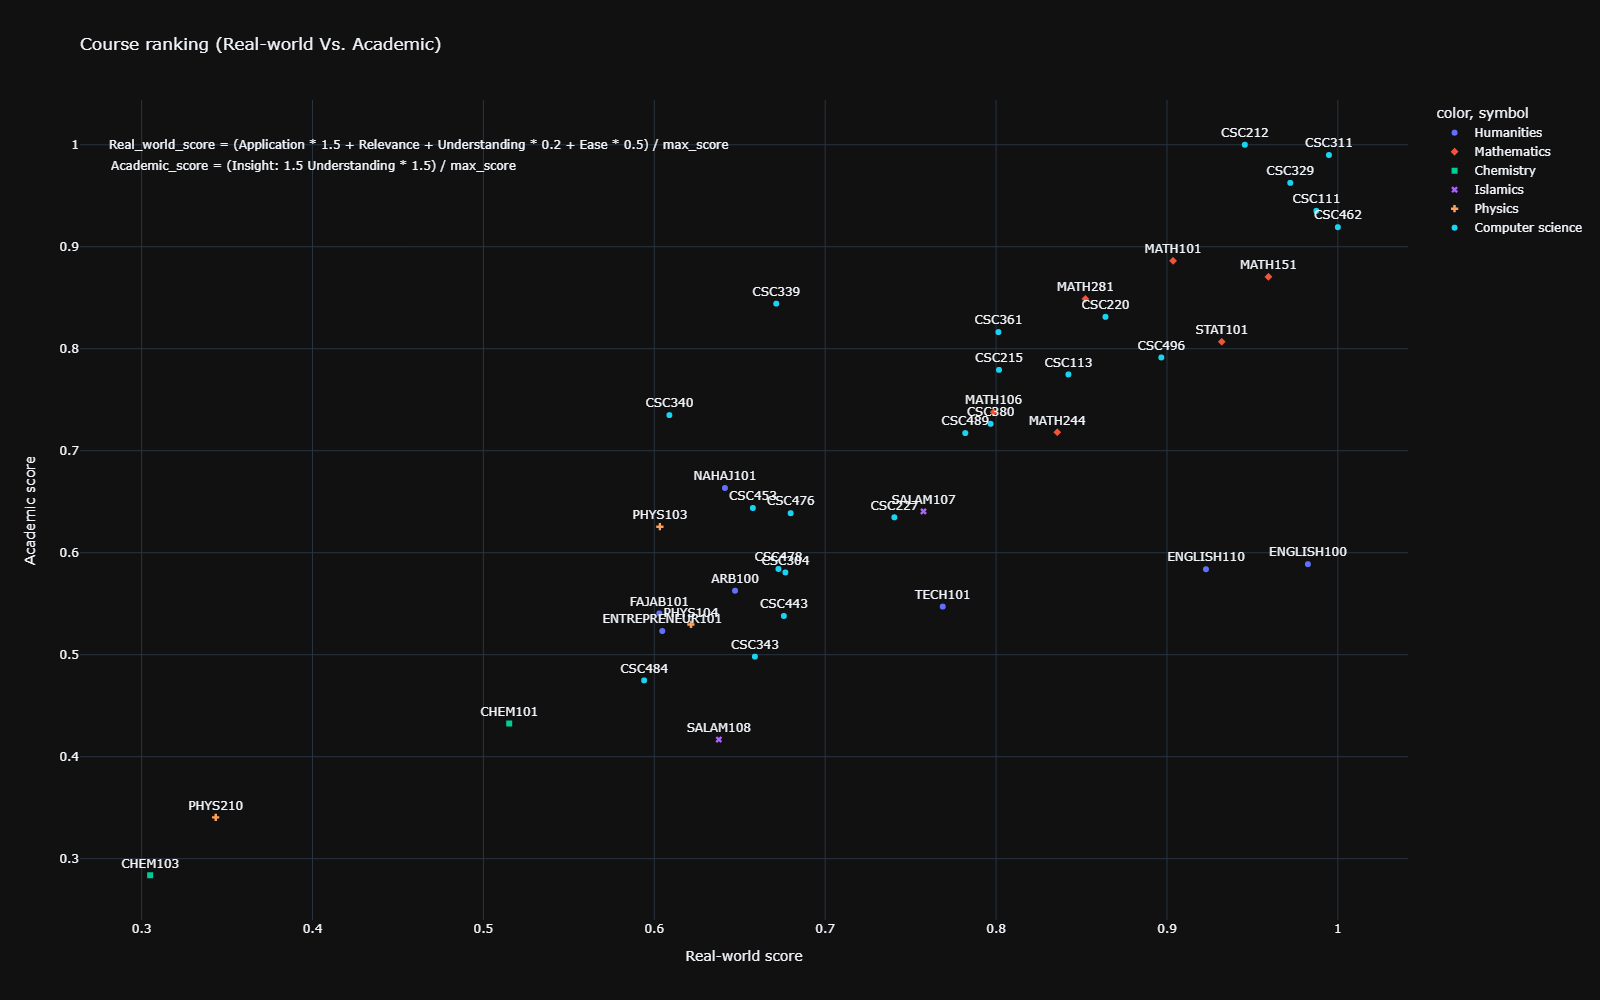 Course ranking (Real-world Vs. Academic)
Real_world_score = (Application * 1.5 + Relevance + Understanding * 0.2 + Ease * 0.5) / max_score
Academic_score = (Insight: 1.5 Understanding * 1.5) / max_score
color, symbol
Humanities
Mathematics
Chemistry
Islamics
Physics
Computer science
CSC212
CSC311
CSC329
CSC111
CSC462
MATH101
MATH151
MATH281
CSC339
CSC220
CSC361
STAT101
CSC496
CSC215
CSC113
MATH106
CSC340
CSC380
CSC489
MATH244
NAHAJ101
CSC453
CSC476
SALAM107
CSC227
PHYS103
CSC478
CSC304
ENGLISH110
ENGLISH100
ARB100
TECH101
FAJAB101
CSC443
PHYS104
ENTREPRENEUR101
CSC343
CSC484
CHEM101
SALAM108
PHYS210
CHEM103
1
0.9
0.8
0.7
0.6
0.5
0.4
0.3
Academic score
0.3 0.4 0.5 0.6 0.7 0.8 0.9 1
Real-world score